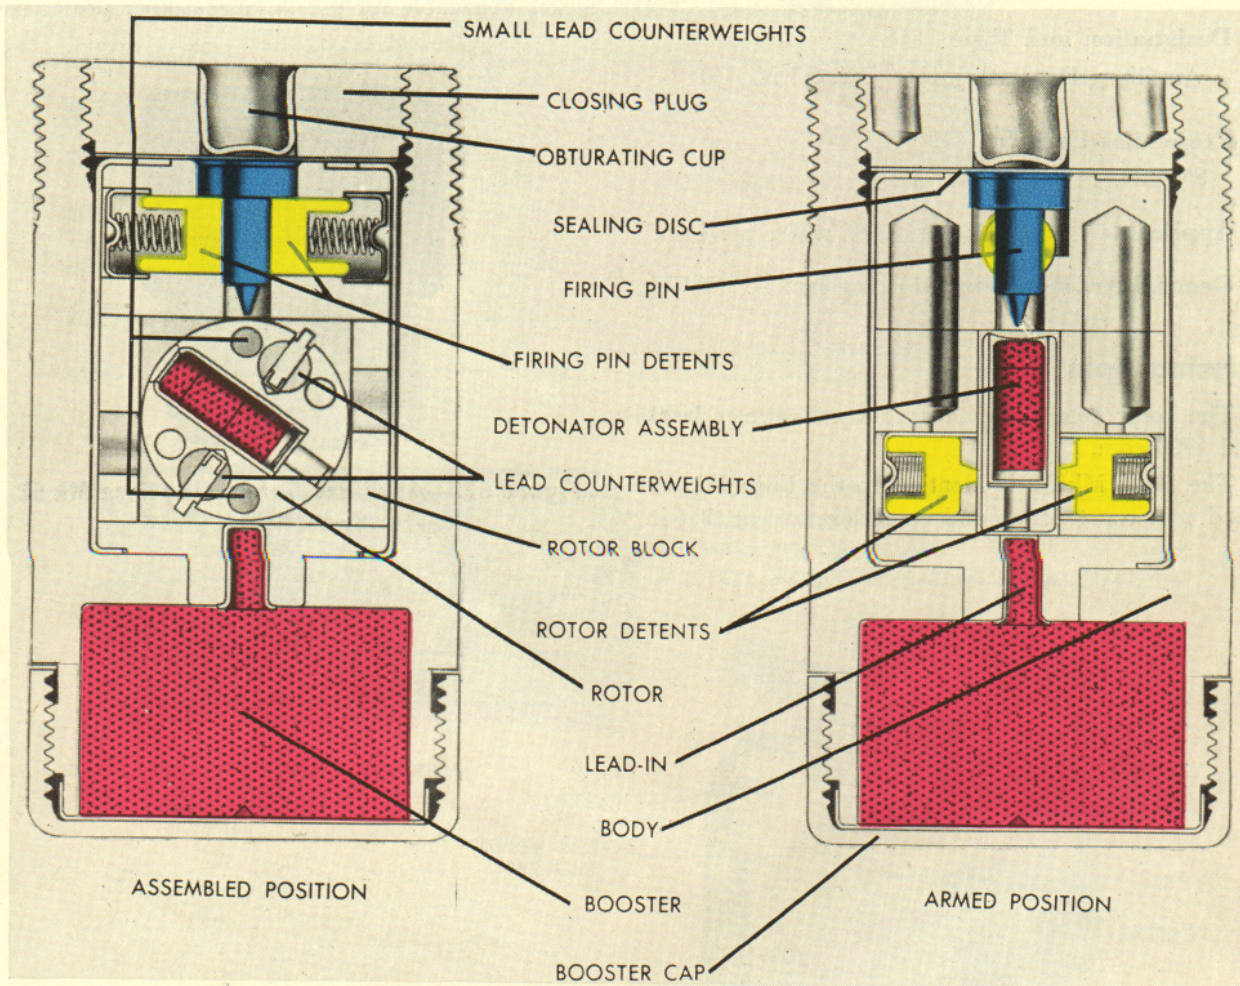 SMALL LEAD COUNTERWEIGHTS
CLOSING PLUG
OBTURATING CUP
SEALING DISC
FIRING PIN
FIRING PIN DETENTS
DETONATOR ASSEMBLY
LEAD COUNTERWEIGHTS
ROTOR BLOCK
ROTOR DETENTS
ROTOR
LEAD-IN
BODY
ASSEMBLED POSITION
BOOSTER
ARMED POSITION
BOOSTER CAP